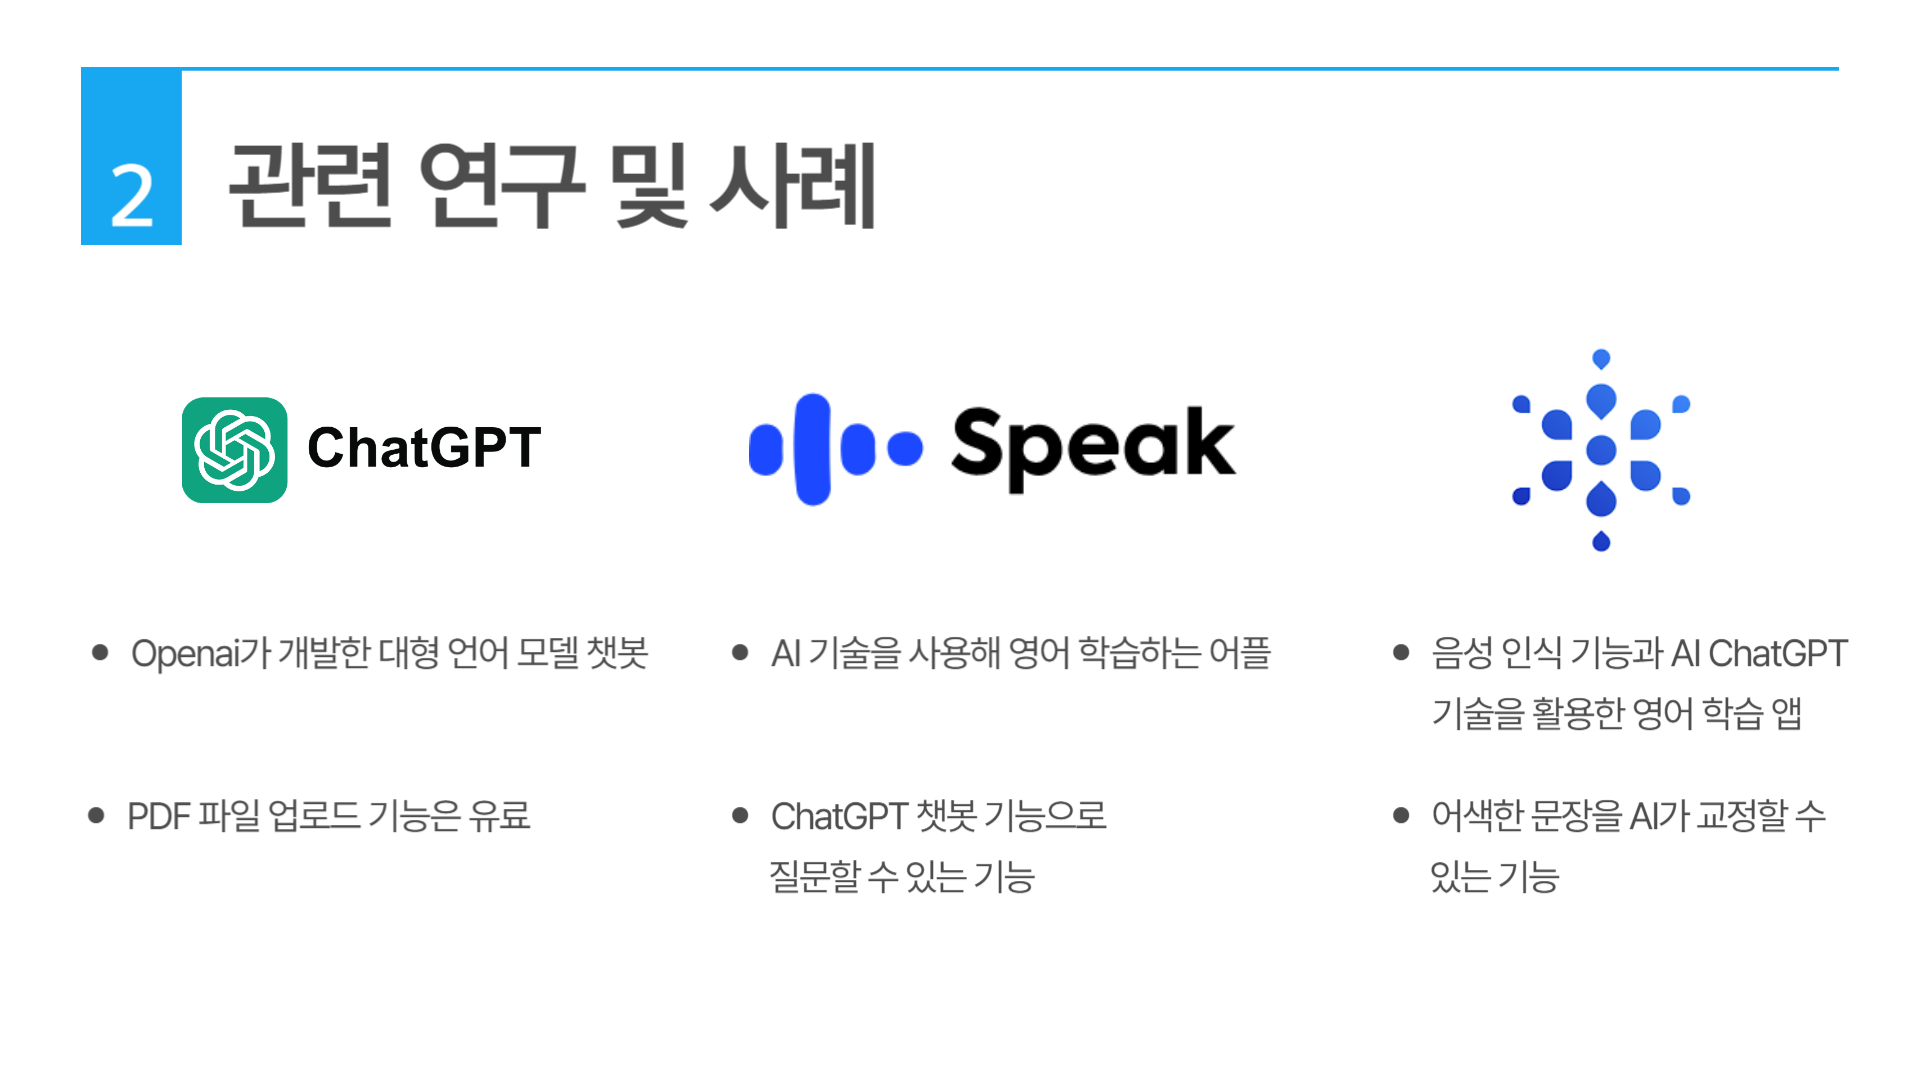 2
관련 연구 및 사례
ChatGPT
Speak
Openai가 개발한 대형 언어 모델 챗봇
PDF 파일 업로드 기능은 유료
AI 기술을 사용해 영어 학습하는 어플
ChatGPT 챗봇 기능으로
질문할 수 있는 기능
음성 인식 기능과 AI ChatGPT
기술을 활용한 영어 학습 앱
어색한 문장을 AI가 교정할 수
있는 기능